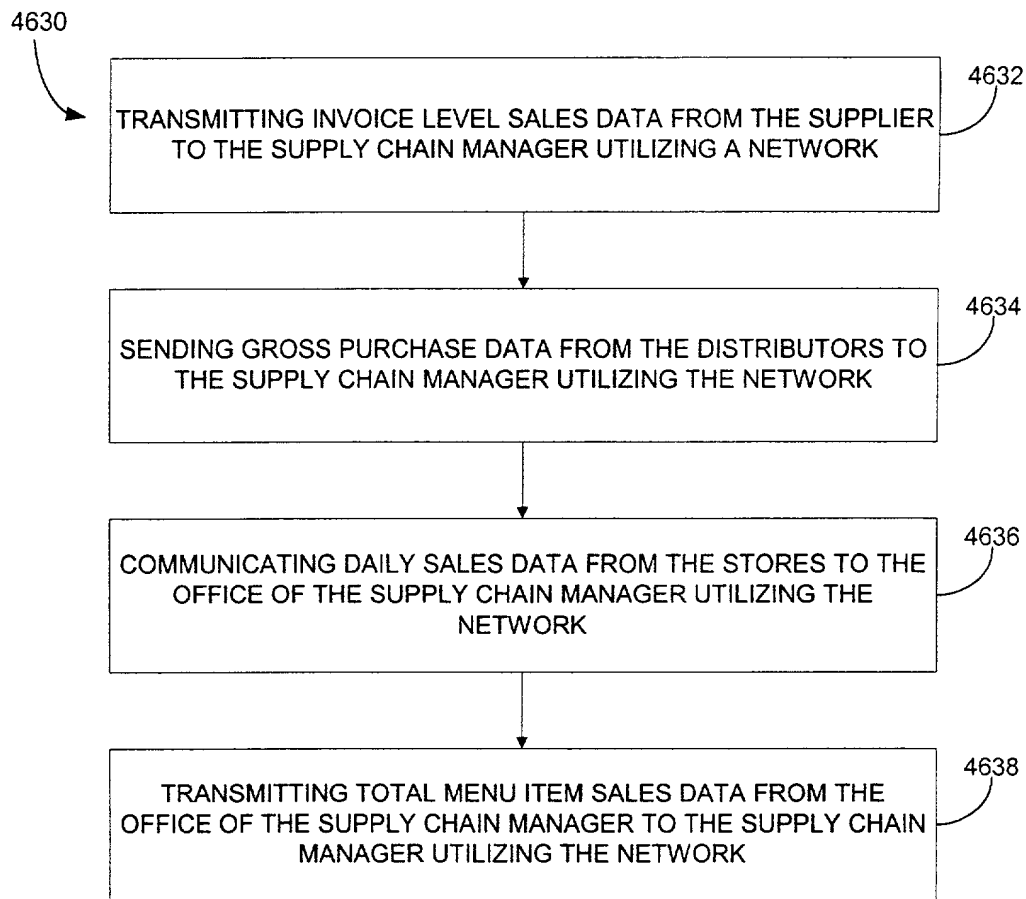 4630
4632
TRANSMITTING INVOICE LEVEL SALES DATA FROM THE SUPPLIER
TO THE SUPPLY CHAIN MANAGER UTILIZING A NETWORK
4634
SENDING GROSS PURCHASE DATA FROM THE DISTRIBUTORS TO
THE SUPPLY CHAIN MANAGER UTILIZING THE NETWORK
4636
COMMUNICATING DAILY SALES DATA FROM THE STORES TO THE
OFFICE OF THE SUPPLY CHAIN MANAGER UTILIZING THE
NETWORK
4638
TRANSMITTING TOTAL MENU ITEM SALES DATA FROM THE
OFFICE OF THE SUPPLY CHAIN MANAGER TO THE SUPPLY CHAIN
MANAGER UTILIZING THE NETWORK